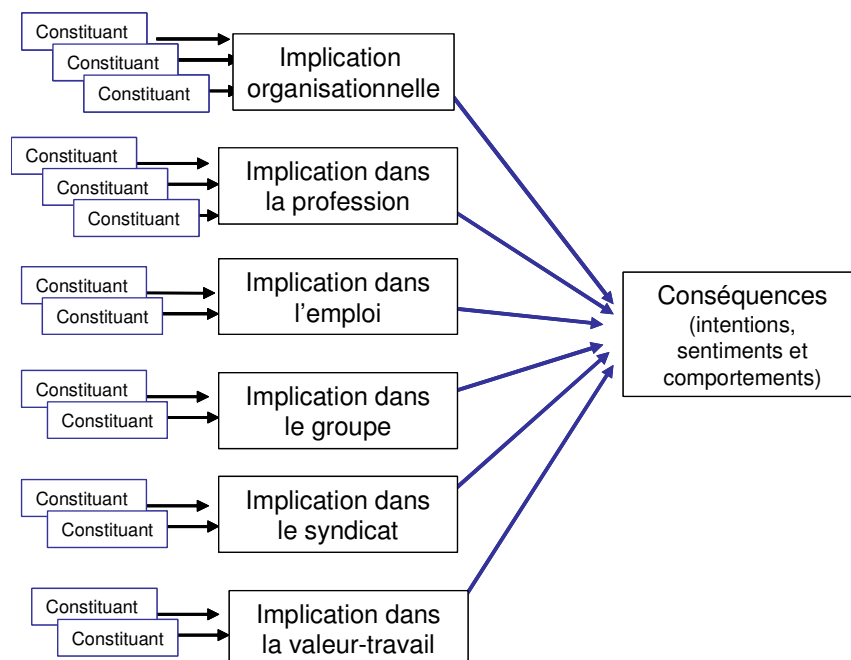 Constituant
Constituant
Constituant
Implication
organisationnelle
Constituant
Constituant
Constituant
Implication dans
la profession
Constituant
Constituant
Implication dans
l'emploi
Constituant
Constituant
Implication dans
le groupe
Constituant
Constituant
Implication dans
le syndicat
Constituant
Constituant
Implication dans
la valeur-travail
Conséquences
(intentions,
sentiments et
comportements)